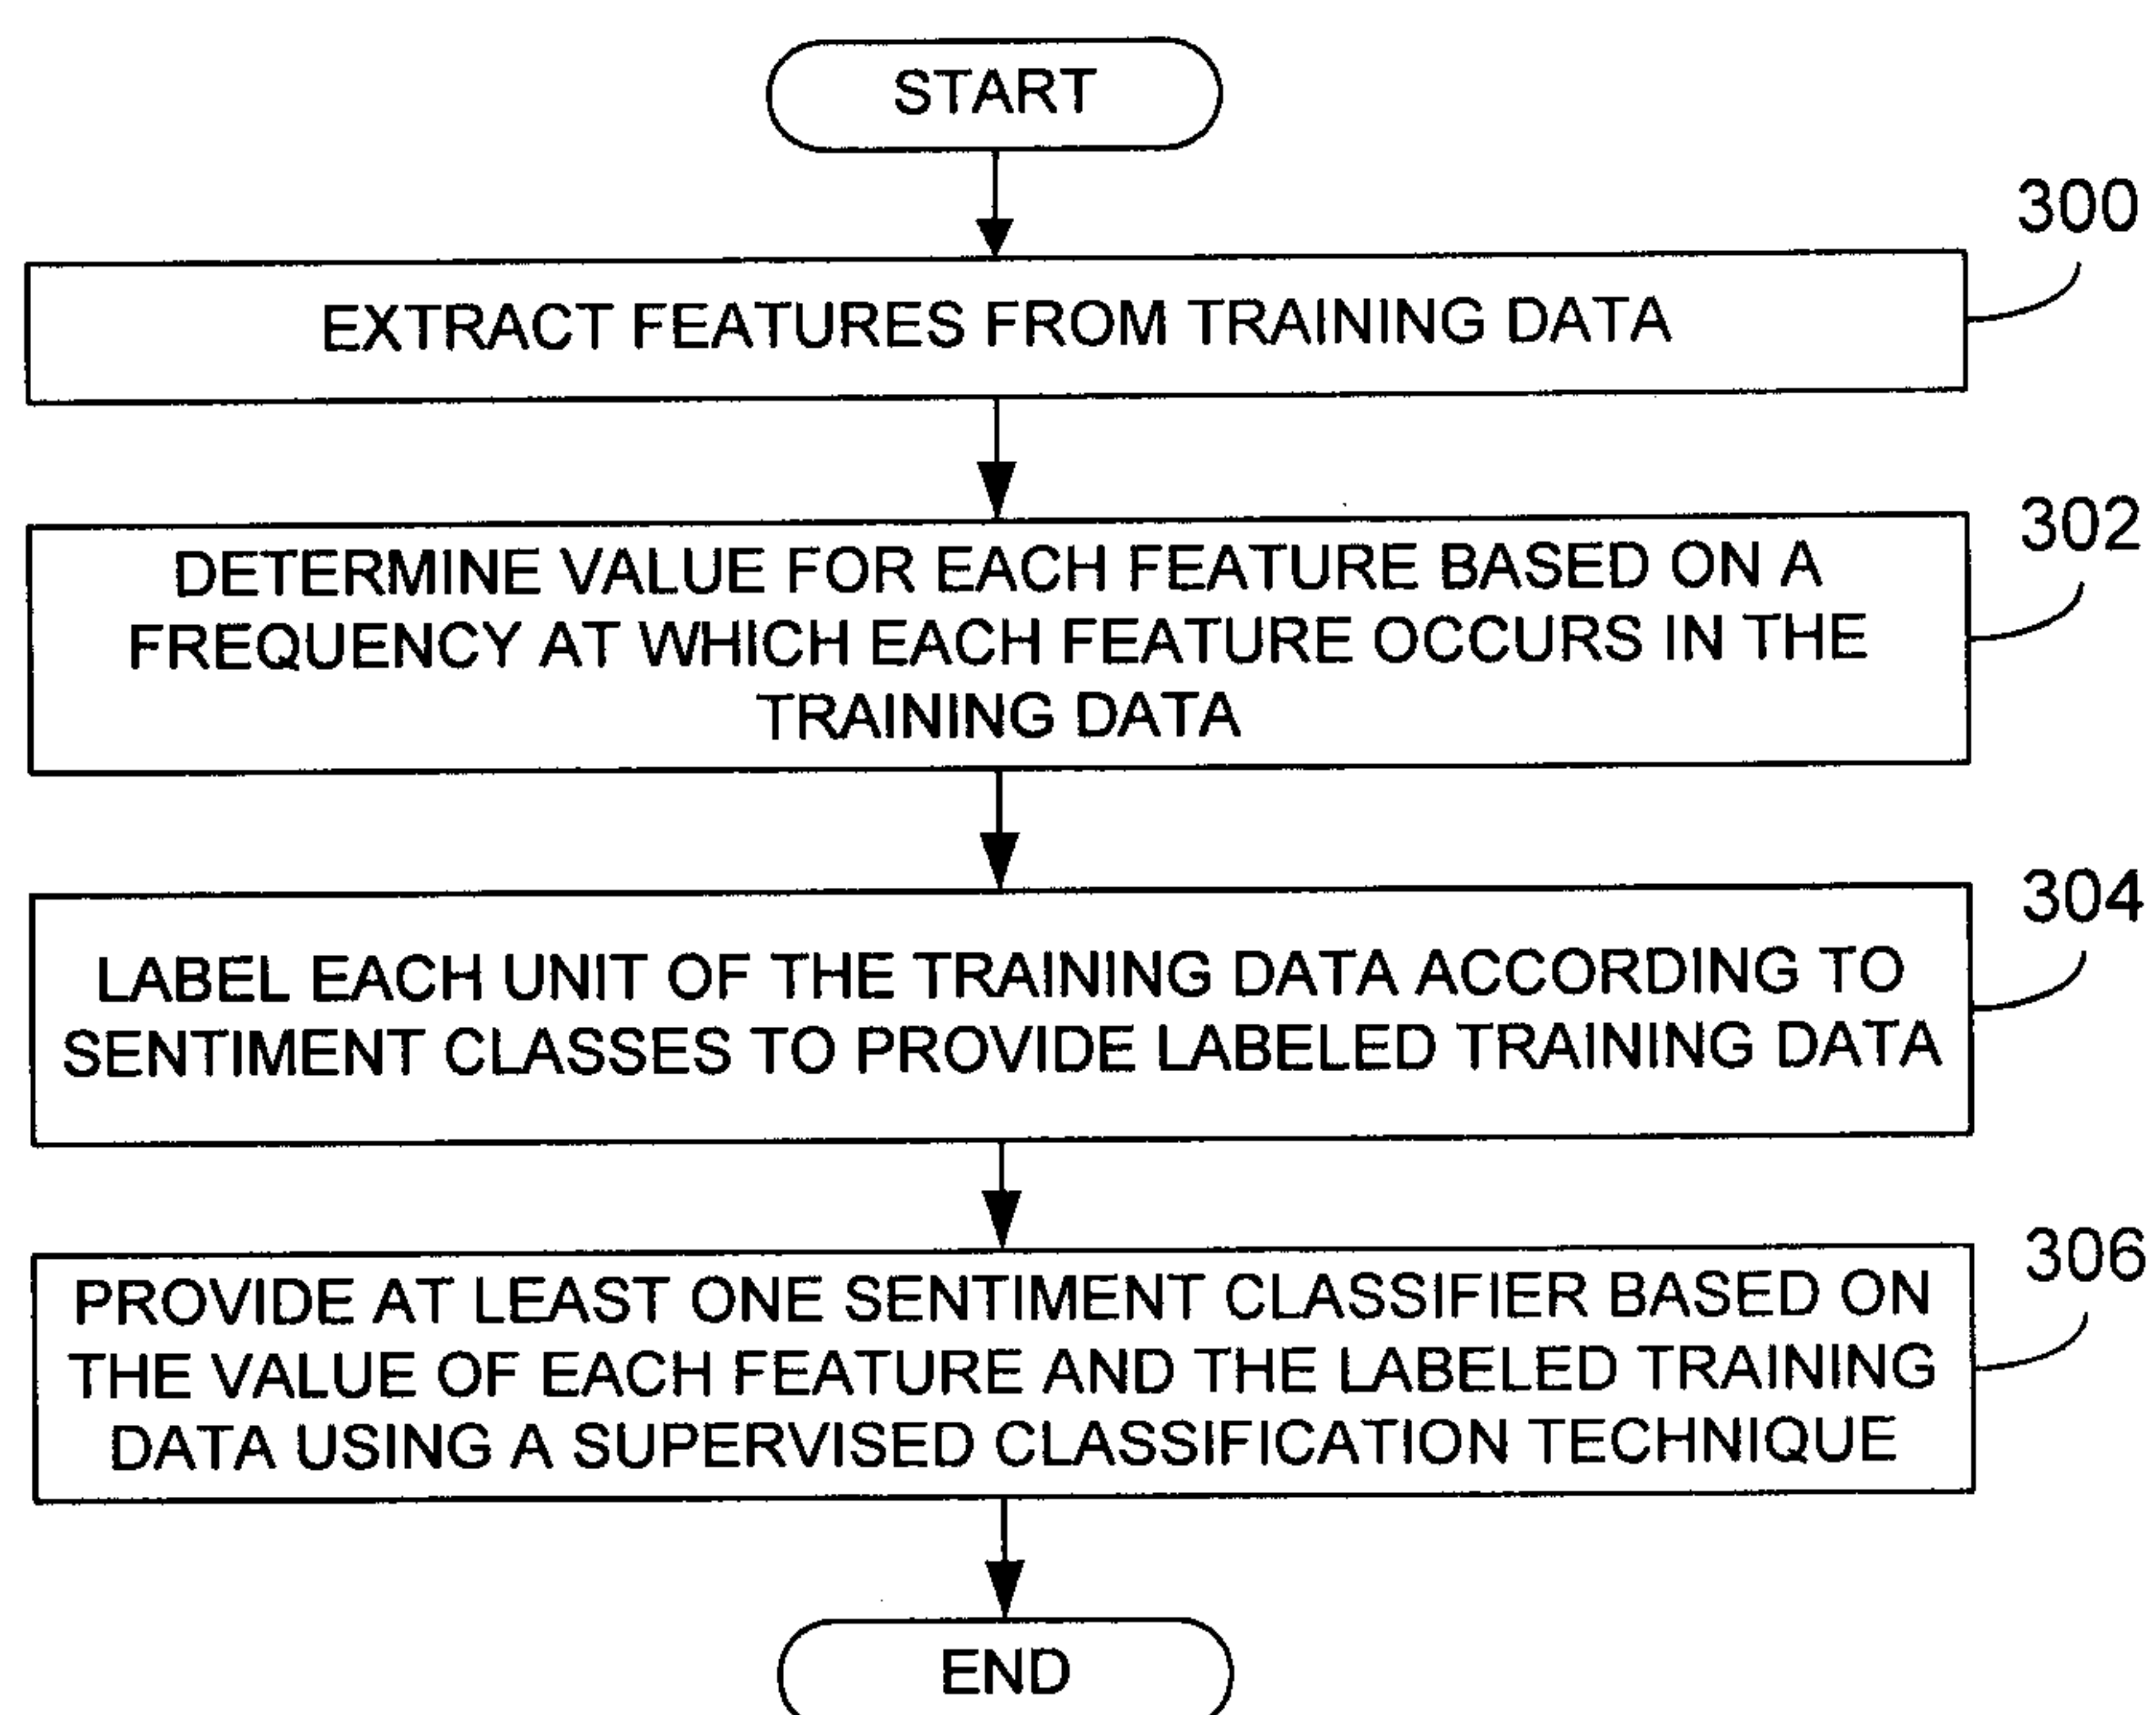 START
300
EXTRACT FEATURES FROM TRAINING DATA
302
DETERMINE VALUE FOR EACH FEATURE BASED ON A
FREQUENCY AT WHICH EACH FEATURE OCCURS IN THE
TRAINING DATA
304
LABEL EACH UNIT OF THE TRAINING DATA ACCORDING TO
SENTIMENT CLASSES TO PROVIDE LABELED TRAINING DATA
306
PROVIDE AT LEAST ONE SENTIMENT CLASSIFIER BASED ON
THE VALUE OF EACH FEATURE AND THE LABELED TRAINING
DATA USING A SUPERVISED CLASSIFICATION TECHNIQUE
END